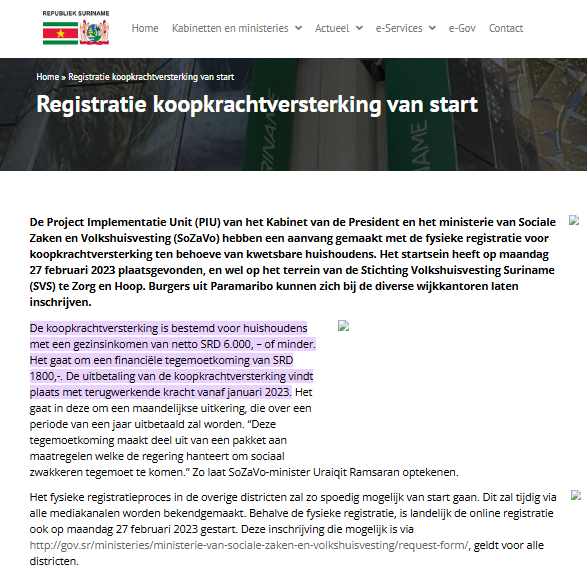 REPUBLIEK SURINAME
Home Kabinetten en ministeries Actueel e-Services e-Gov Contact
Home » Registratie koopkrachtversterking van start
Registratie koopkrachtversterking van start
De Project Implementatie Unit (PIU) van het Kabinet van de President en het ministerie van Sociale
Zaken en Volkshuisvesting (SoZaVo) hebben een aanvang gemaakt met de fysieke registratie voor
koopkrachtversterking ten behoeve van kwetsbare huishoudens. Het startsein heeft op maandag
27 februari 2023 plaatsgevonden, en wel op het terrein van de Stichting Volkshuisvesting Suriname
(SVS) te Zorg en Hoop. Burgers uit Paramaribo kunnen zich bij de diverse wijkkantoren laten
inschrijven.
De koopkrachtversterking is bestemd voor huishoudens
met een gezinsinkomen van netto SRD 6.000, – of minder.
Het gaat om een financiële tegemoetkoming van SRD
1800,-. De uitbetaling van de koopkrachtversterking vindt
plaats met terugwerkende kracht vanaf januari 2023. Het
gaat in deze om een maandelijkse uitkering, die over een
periode van een jaar uitbetaald zal worden. “Deze
tegemoetkoming maakt deel uit van een pakket aan
maatregelen welke de regering hanteert om sociaal
zwakkeren tegemoet te komen.” Zo laat SoZaVo-minister Uraiqit Ramsaran optekenen.
Het fysieke registratieproces in de overige districten zal zo spoedig mogelijk van start gaan. Dit zal tijdig via
alle mediakanalen worden bekendgemaakt. Behalve de fysieke registratie, is landelijk de online registratie
ook op maandag 27 februari 2023 gestart. Deze inschrijving die mogelijk is via
http://gov.sr/ministeries/ministerie-van-sociale-zaken-en-volkshuisvesting/request-form/, geldt voor alle
districten.